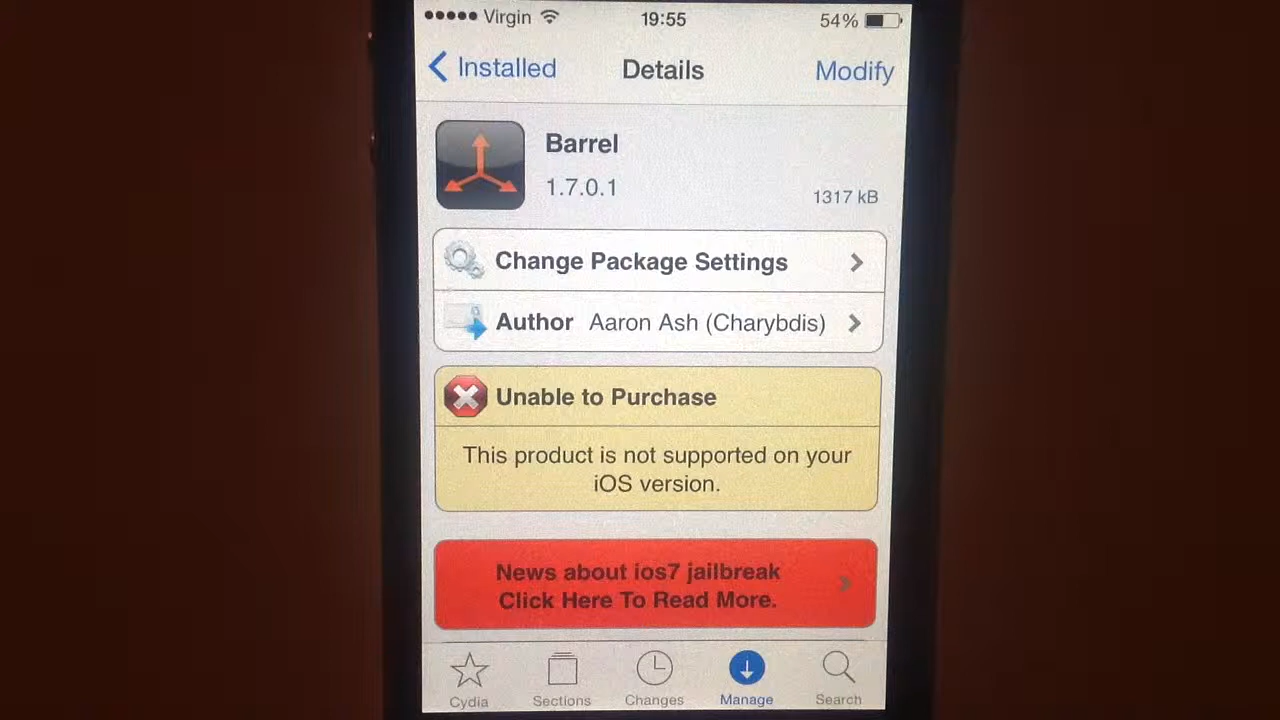 Virgin 19:55 54%
Installed Details Modify
Barrel
1.7.0.1
1317 kB
Change Package Settings
Author Aaron Ash (Charybdis)
Unable to Purchase
This product is not supported on your
iOS version.
News about ios7 jailbreak
Click Here To Read More.
Cydia Sections Changes Manage Search